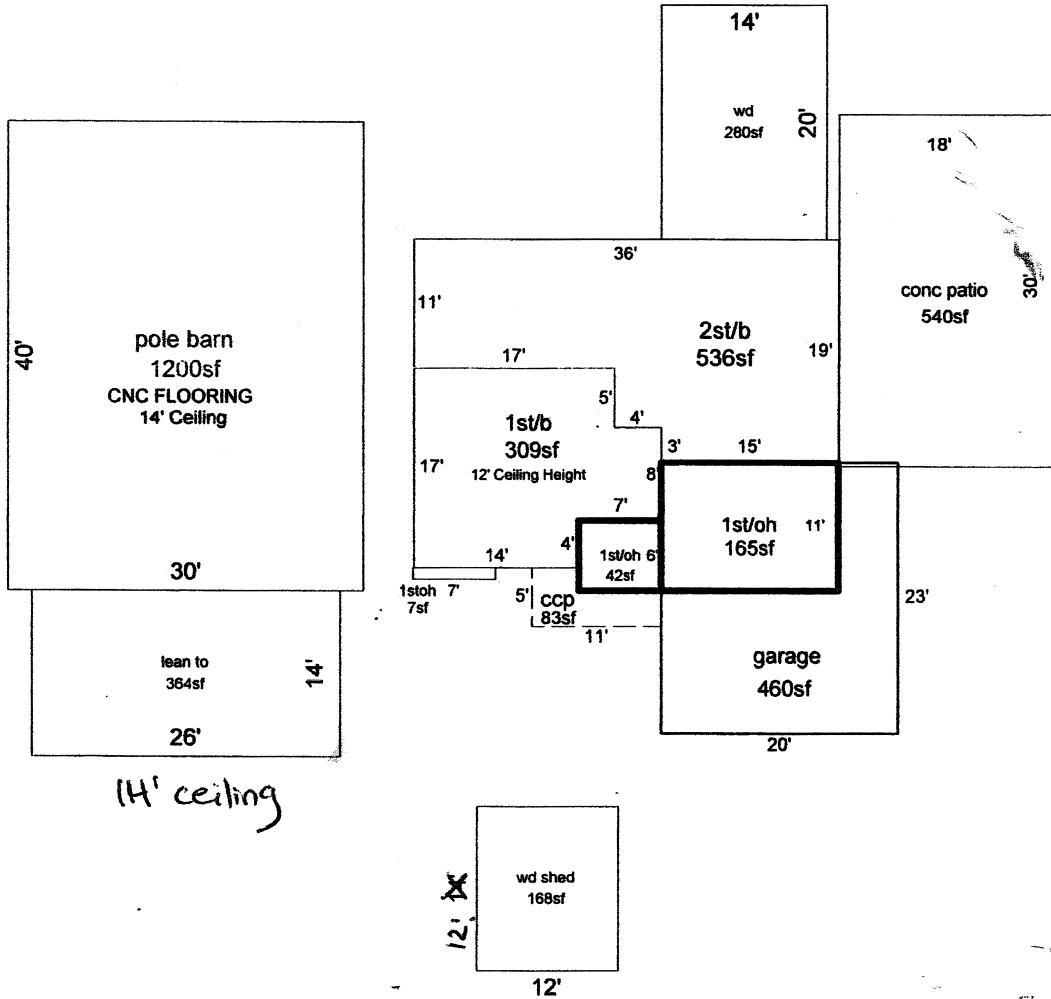 14'
wd
280sf
20'
18'
conc patio
540sf
30'
36'
11'
2st/b
536sf
19'
40'
pole barn
1200sf
CNC FLOORING
14' Ceiling
30'
17'
5'
4'
1st/b
309sf
12' Ceiling Height
17'
3'
15'
8'
7'
4'
1st/oh
42sf
6'
1st/oh
165sf
11'
14'
1stoh
7sf
7'
5'
ccp
83sf
11'
23'
garage
460sf
20'
lean to
364sf
14'
26'
14' ceiling
wd shed
168sf
12'
12'